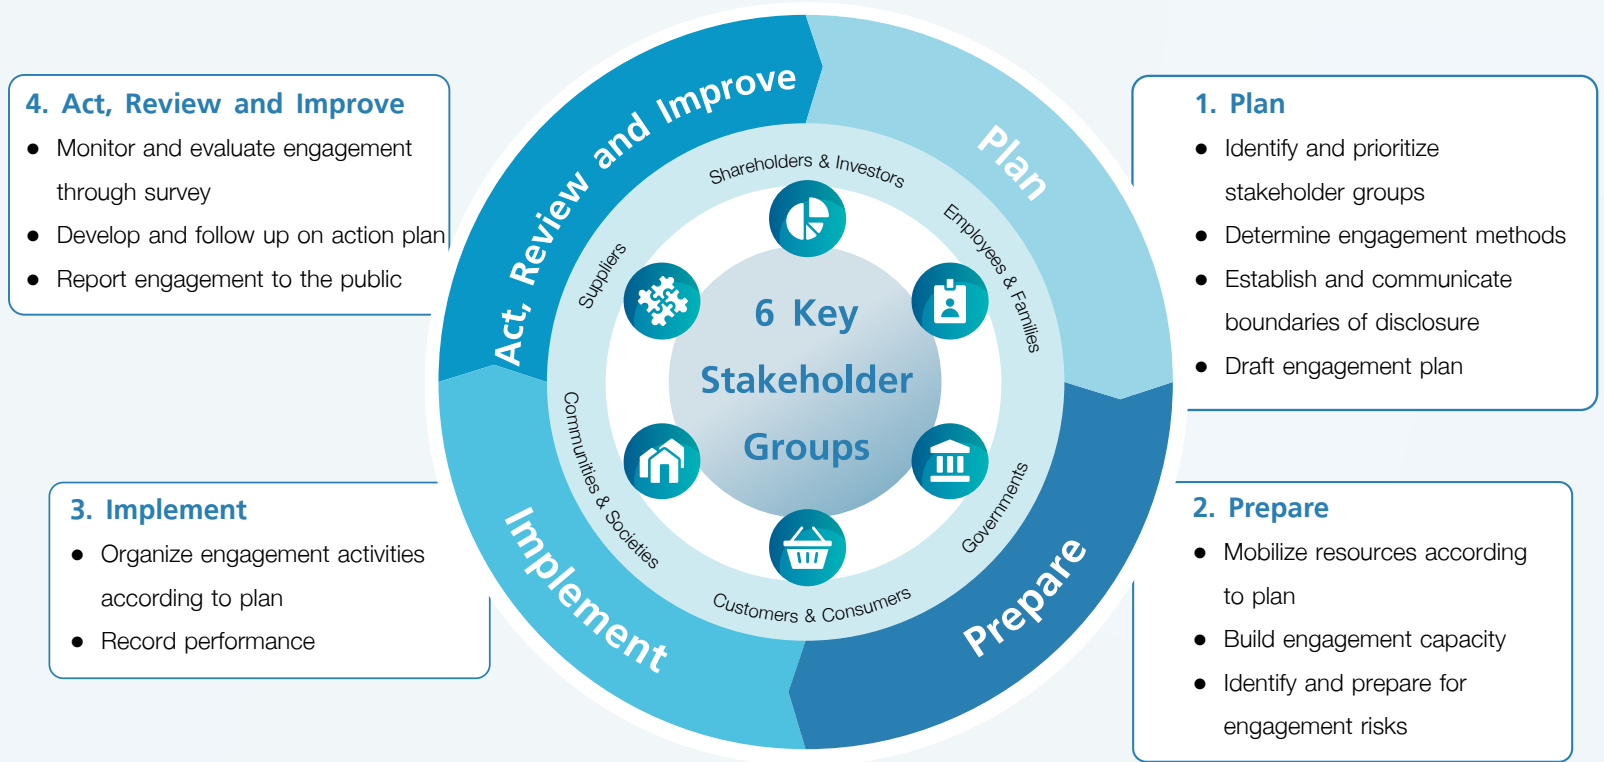 4. Act, Review and Improve
● Monitor and evaluate engagement
through survey
● Develop and follow up on action plan
● Report engagement to the public
1. Plan
● Identify and prioritize
stakeholder groups
● Determine engagement methods
● Establish and communicate
boundaries of disclosure
● Draft engagement plan
Act, Review and Improve
Plan
Prepare
Implement
Shareholders & Investors
Employees & Families
Governments
Customers & Consumers
Communities & Societies
Suppliers
6 Key
Stakeholder
Groups
3. Implement
● Organize engagement activities
according to plan
● Record performance
2. Prepare
● Mobilize resources according
to plan
● Build engagement capacity
● Identify and prepare for
engagement risks